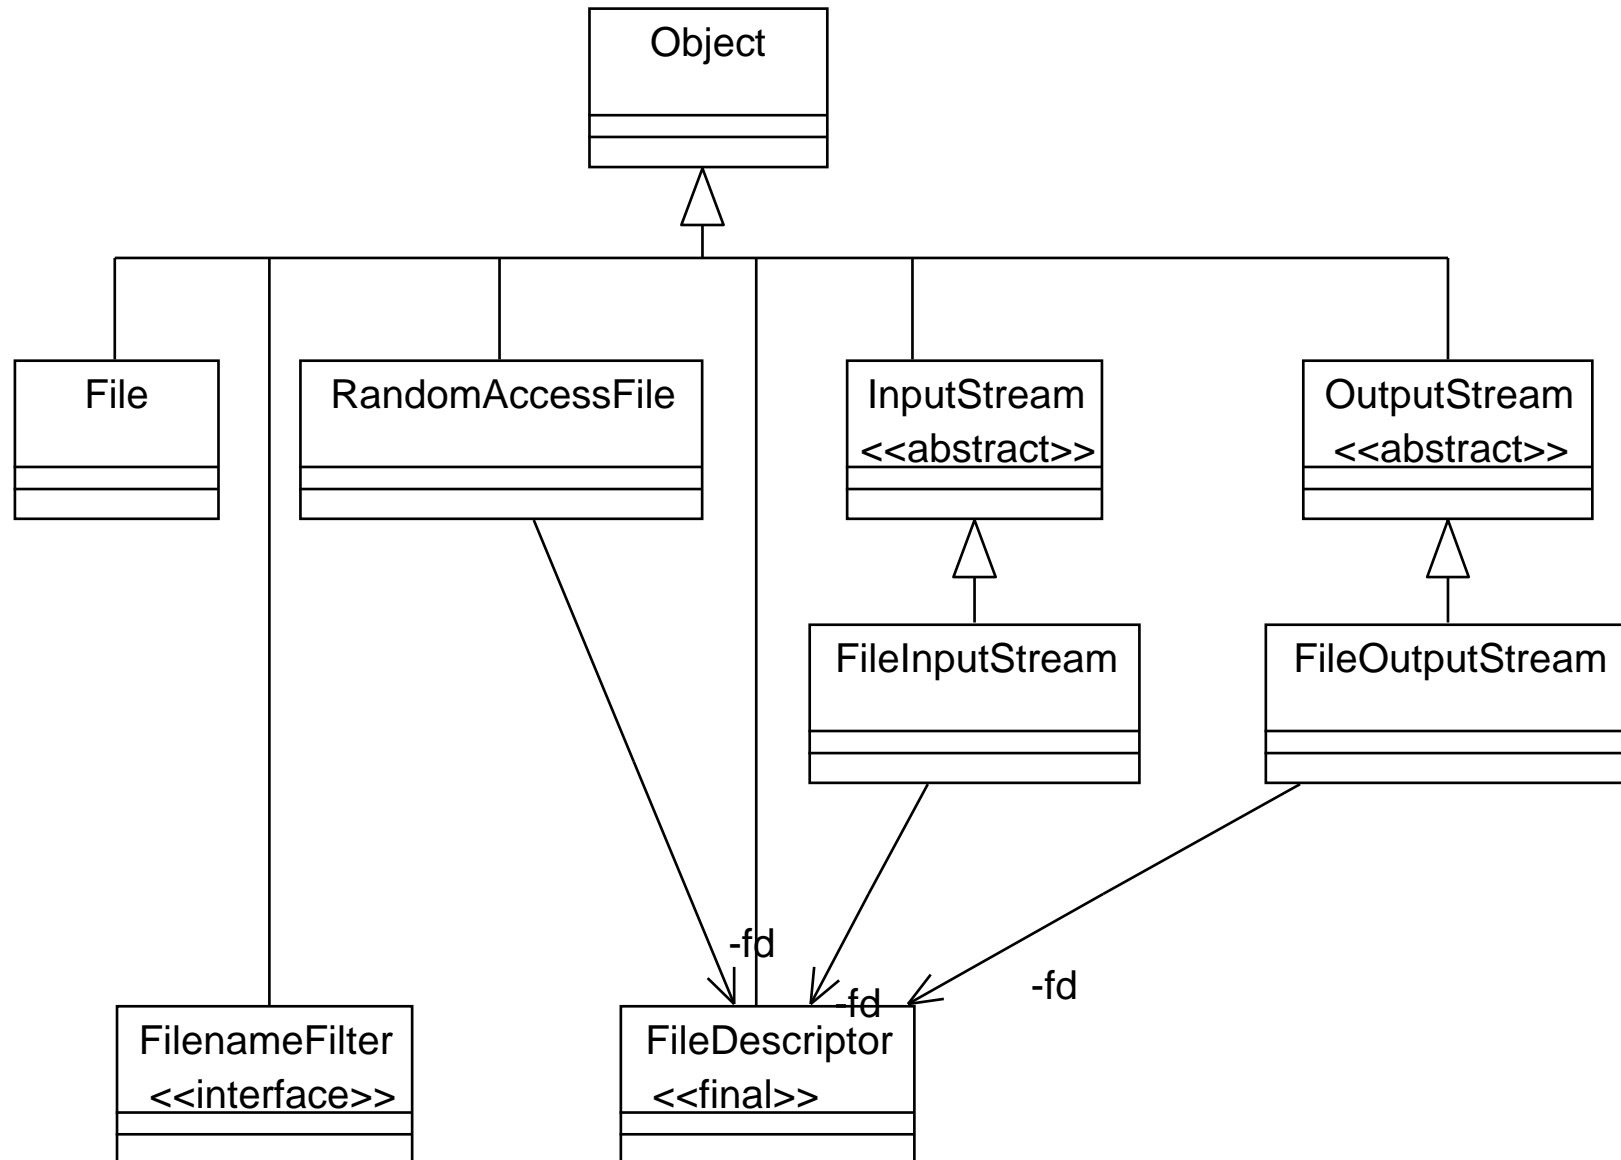 Object
File
RandomAccessFile
InputStream
<<abstract>>
OutputStream
<<abstract>>
FileInputStream
FileOutputStream
-fd
-fd
-fd
FilenameFilter
<<interface>>
FileDescriptor
<<final>>